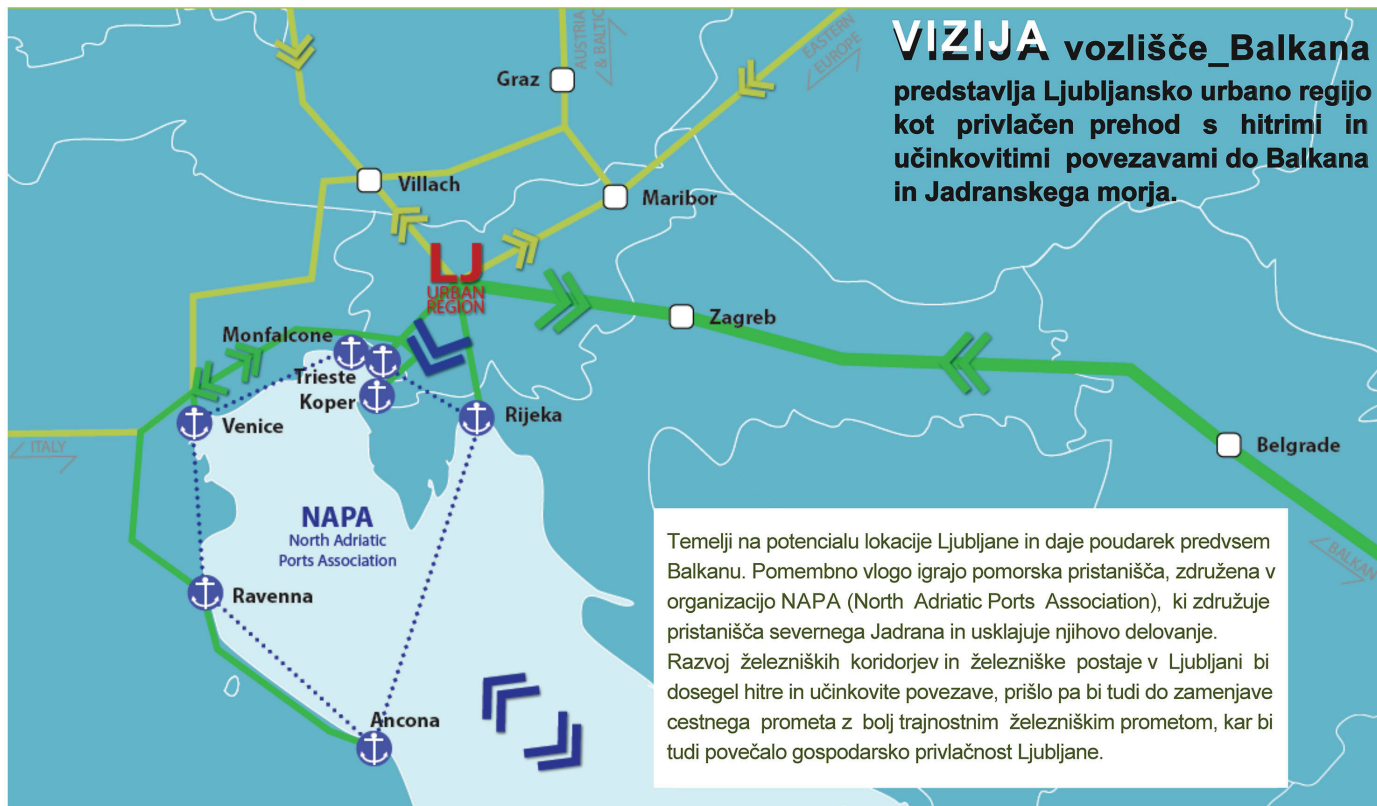 VIZIJA vozlišče_Balkana
predstavlja Ljubljansko urbano regijo
kot privlačen prehod s hitrimi in
učinkovitimi povezavami do Balkana
in Jadranskega morja.
AUSTRIA
& BALTIC
EASTERN
EUROPE
Graz
Villach
Maribor
LJ
URBAN
REGION
Zagreb
Monfalcone
Trieste
Koper
Venice
Rijeka
ITALY
Belgrade
BALKAN
NAPA
North Adriatic
Ports Association
Ravenna
Ancona
Temelji na potencialu lokacije Ljubljane in daje poudarek predvsem
Balkanu. Pomembno vlogo igrajo pomorska pristanišča, združena v
organizacijo NAPA (North Adriatic Ports Association), ki združuje
pristanišča severnega Jadrana in usklajuje njihovo delovanje.
Razvoj železniških koridorjev in železniške postaje v Ljubljani bi
dosegel hitre in učinkovite povezave, prišlo pa bi tudi do zamenjave
cestnega prometa z bolj trajnostnim železniškim prometom, kar bi
tudi povečalo gospodarsko privlačnost Ljubljane.